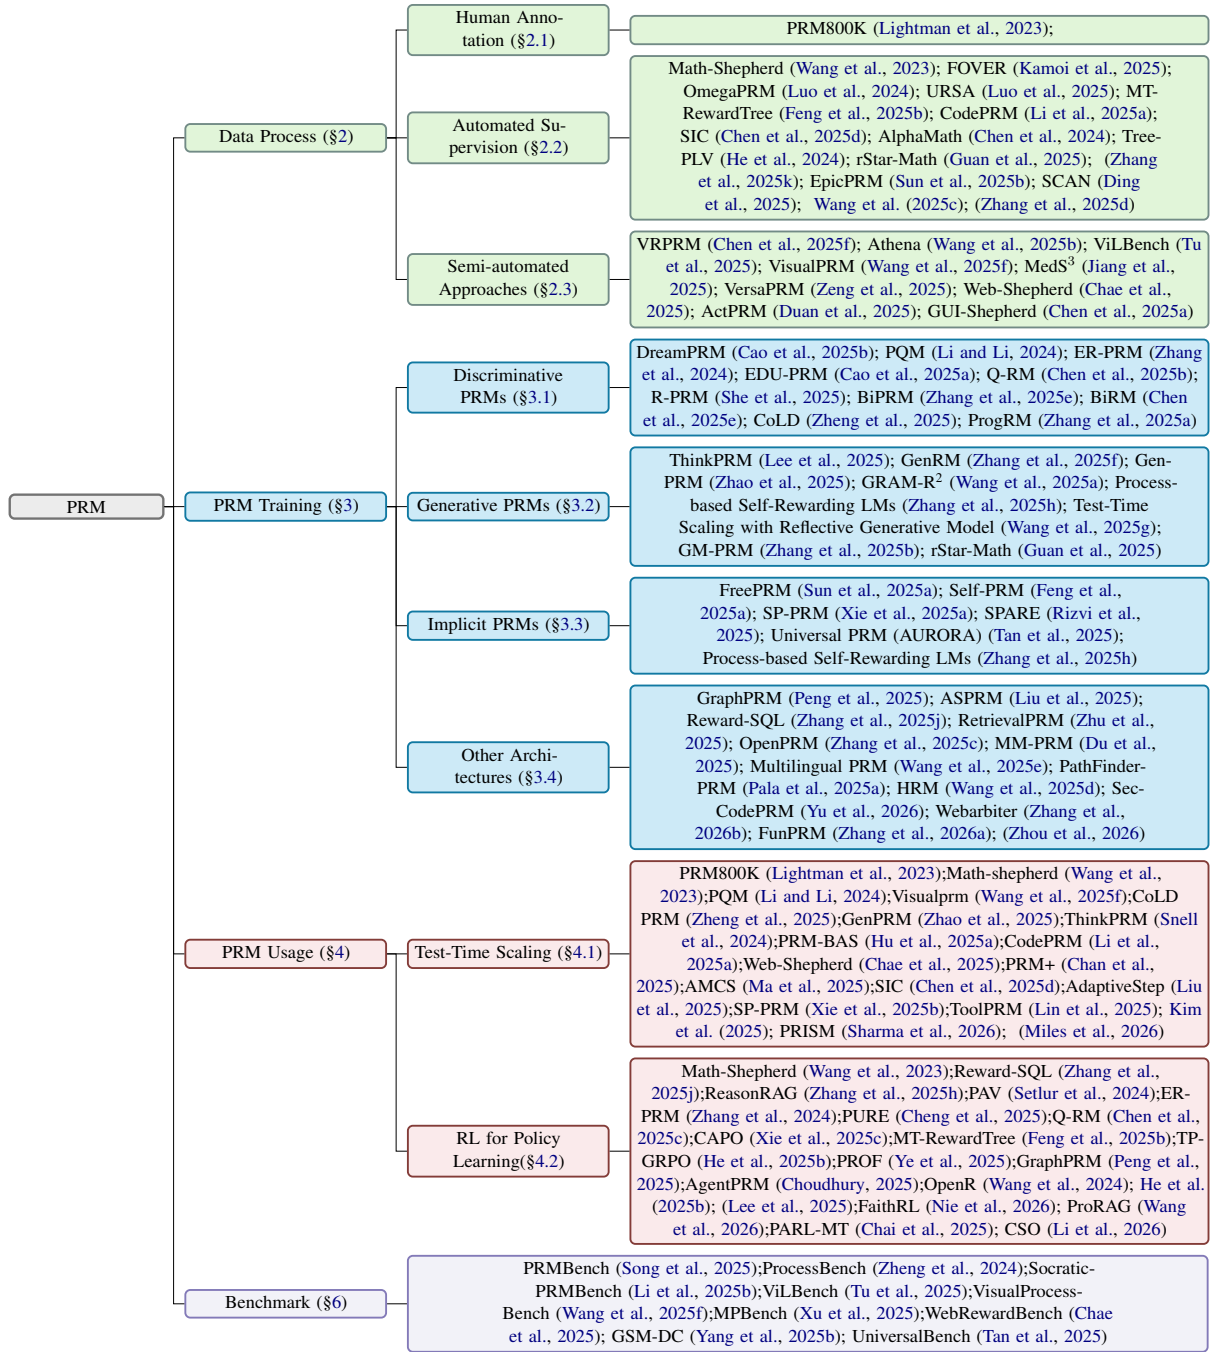 PRM
Data Process (§2)
Human Anno-
tation (§2.1)
PRM800K (Lightman et al., 2023);
Automated Su-
pervision (§2.2)
Math-Shepherd (Wang et al., 2023); FOVER (Kamoi et al., 2025);
OmegaPRM (Luo et al., 2024); URSA (Luo et al., 2025); MT-
RewardTree (Feng et al., 2025b); CodePRM (Li et al., 2025a);
SIC (Chen et al., 2025d); AlphaMath (Chen et al., 2024); Tree-
PLV (He et al., 2024); rStar-Math (Guan et al., 2025); (Zhang
et al., 2025k); EpicPRM (Sun et al., 2025b); SCAN (Ding
et al., 2025); Wang et al. (2025c); (Zhang et al., 2025d)
Semi-automated
Approaches (§2.3)
VRPRM (Chen et al., 2025f); Athena (Wang et al., 2025b); ViLBench (Tu
et al., 2025); VisualPRM (Wang et al., 2025f); MedS³ (Jiang et al.,
2025); VersaPRM (Zeng et al., 2025); Web-Shepherd (Chae et al.,
2025); ActPRM (Duan et al., 2025); GUI-Shepherd (Chen et al., 2025a)
PRM Training (§3)
Discriminative
PRMs (§3.1)
DreamPRM (Cao et al., 2025b); PQM (Li and Li, 2024); ER-PRM (Zhang
et al., 2024); EDU-PRM (Cao et al., 2025a); Q-RM (Chen et al., 2025b);
R-PRM (She et al., 2025); BiPRM (Zhang et al., 2025e); BiRM (Chen
et al., 2025e); CoLD (Zheng et al., 2025); ProgRM (Zhang et al., 2025a)
Generative PRMs (§3.2)
ThinkPRM (Lee et al., 2025); GenRM (Zhang et al., 2025f); Gen-
PRM (Zhao et al., 2025); GRAM-R² (Wang et al., 2025a); Process-
based Self-Rewarding LMs (Zhang et al., 2025h); Test-Time
Scaling with Reflective Generative Model (Wang et al., 2025g);
GM-PRM (Zhang et al., 2025b); rStar-Math (Guan et al., 2025)
Implicit PRMs (§3.3)
FreePRM (Sun et al., 2025a); Self-PRM (Feng et al.,
2025a); SP-PRM (Xie et al., 2025a); SPARE (Rizvi et al.,
2025); Universal PRM (AURORA) (Tan et al., 2025);
Process-based Self-Rewarding LMs (Zhang et al., 2025h)
Other Archi-
tectures (§3.4)
GraphPRM (Peng et al., 2025); ASPRM (Liu et al., 2025);
Reward-SQL (Zhang et al., 2025j); RetrievalPRM (Zhu et al.,
2025); OpenPRM (Zhang et al., 2025c); MM-PRM (Du et al.,
2025); Multilingual PRM (Wang et al., 2025e); PathFinder-
PRM (Pala et al., 2025a); HRM (Wang et al., 2025d); Sec-
CodePRM (Yu et al., 2026); Webarbiter (Zhang et al.,
2026b); FunPRM (Zhang et al., 2026a); (Zhou et al., 2026)
PRM Usage (§4)
Test-Time Scaling (§4.1)
PRM800K (Lightman et al., 2023);Math-shepherd (Wang et al.,
2023);PQM (Li and Li, 2024);Visualprm (Wang et al., 2025f);CoLD
PRM (Zheng et al., 2025);GenPRM (Zhao et al., 2025);ThinkPRM (Snell
et al., 2024);PRM-BAS (Hu et al., 2025a);CodePRM (Li et al.,
2025a);Web-Shepherd (Chae et al., 2025);PRM+ (Chan et al.,
2025);AMCS (Ma et al., 2025);SIC (Chen et al., 2025d);AdaptiveStep (Liu
et al., 2025);SP-PRM (Xie et al., 2025b);ToolPRM (Lin et al., 2025); Kim
et al. (2025); PRISM (Sharma et al., 2026); (Miles et al., 2026)
RL for Policy
Learning(§4.2)
Math-Shepherd (Wang et al., 2023);Reward-SQL (Zhang et al.,
2025j);ReasonRAG (Zhang et al., 2025h);PAV (Setlur et al., 2024);ER-
PRM (Zhang et al., 2024);PURE (Cheng et al., 2025);Q-RM (Chen et al.,
2025c);CAPO (Xie et al., 2025c);MT-RewardTree (Feng et al., 2025b);TP-
GRPO (He et al., 2025b);PROF (Ye et al., 2025);GraphPRM (Peng et al.,
2025);AgentPRM (Choudhury, 2025);OpenR (Wang et al., 2024); He et al.
(2025b); (Lee et al., 2025);FaithRL (Nie et al., 2026); ProRAG (Wang
et al., 2026);PARL-MT (Chai et al., 2025); CSO (Li et al., 2026)
Benchmark (§6)
PRMBench (Song et al., 2025);ProcessBench (Zheng et al., 2024);Socratic-
PRMBench (Li et al., 2025b);ViLBench (Tu et al., 2025);VisualProcess-
Bench (Wang et al., 2025f);MPBench (Xu et al., 2025);WebRewardBench (Chae
et al., 2025); GSM-DC (Yang et al., 2025b); UniversalBench (Tan et al., 2025)